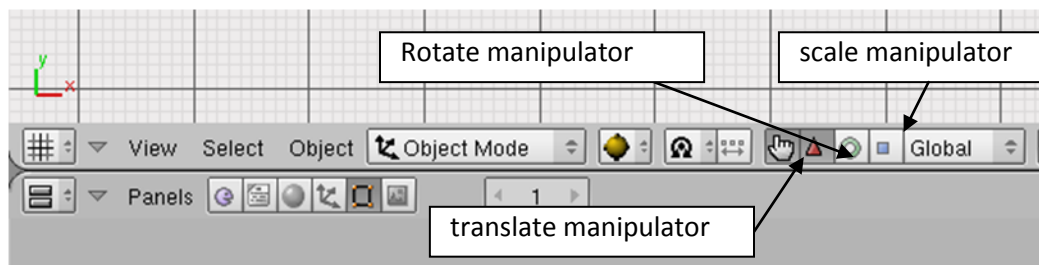 Rotate manipulator
scale manipulator
y
x
View Select Object Object Mode Global
Panels 1
translate manipulator